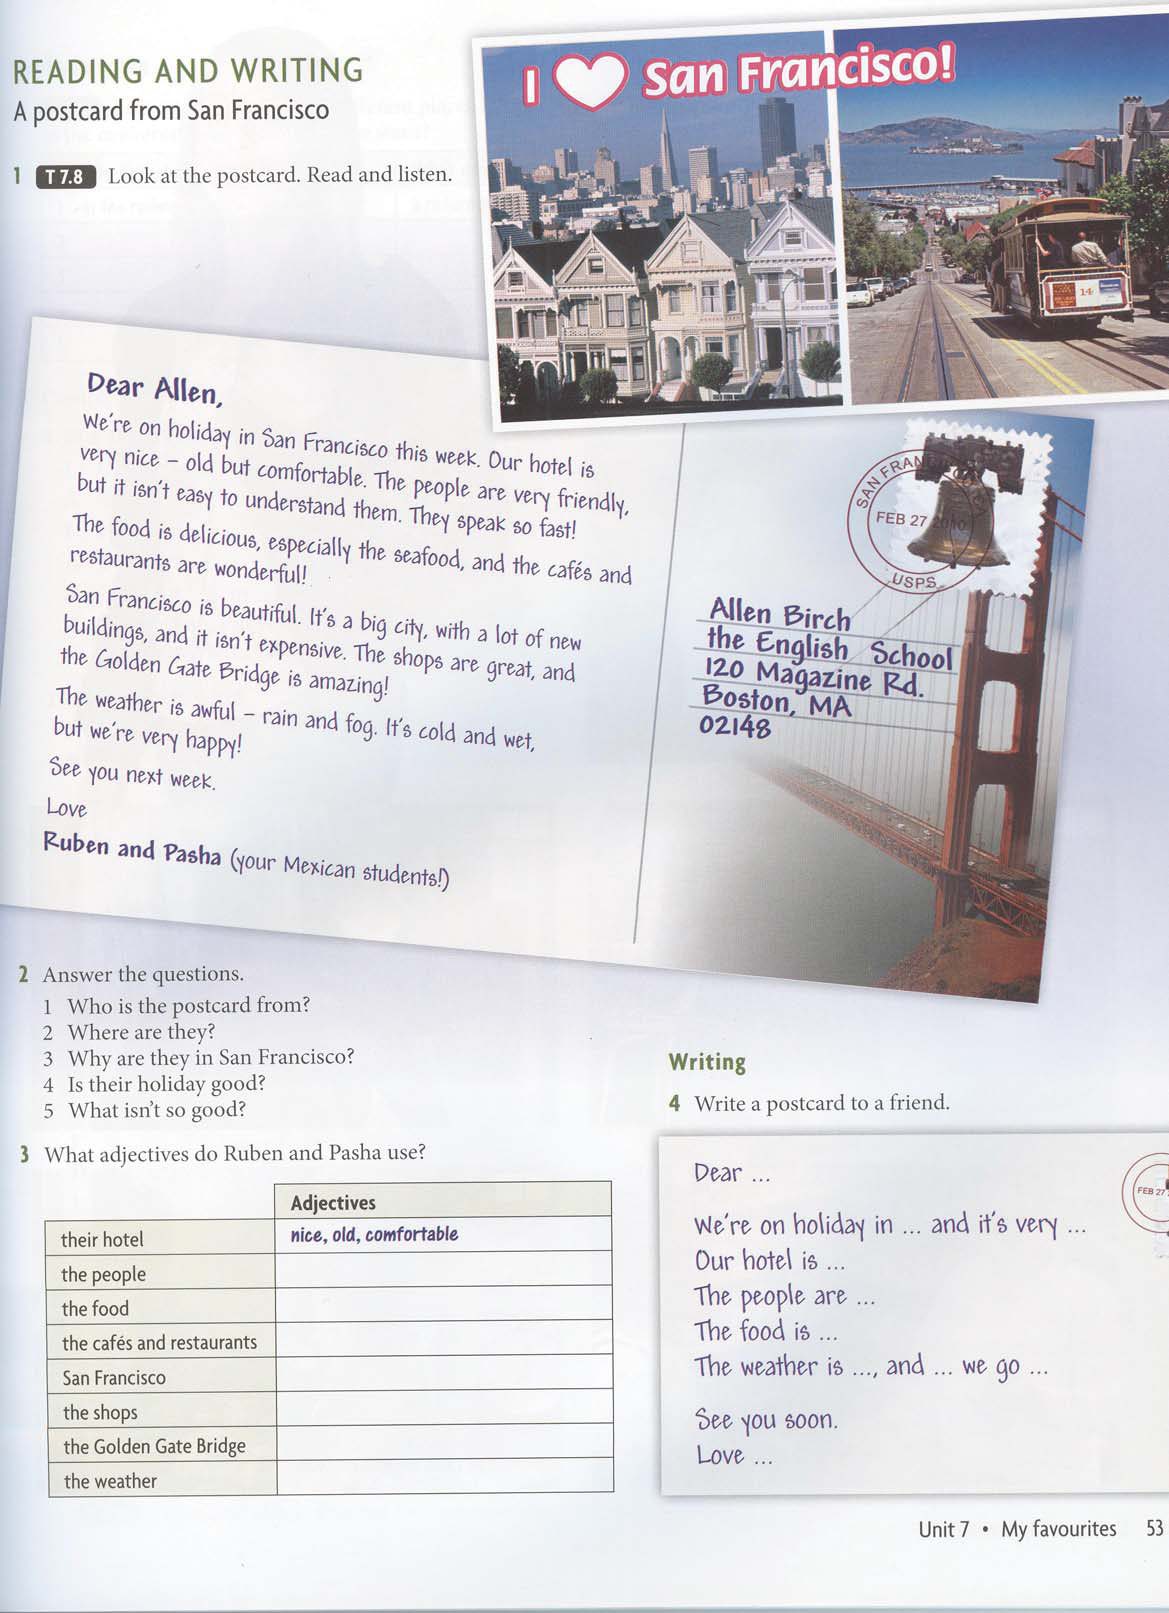 READING AND WRITING
A postcard from San Francisco
1 T 7.8 Look at the postcard. Read and listen.
I San Francisco!
14
Dear Allen,
We're on holiday in San Francisco this week. Our hotel is
very nice – old but comfortable. The people are very friendly,
but it isn't easy to understand them. They speak so fast!
The food is delicious, especially the seafood, and the cafés and
restaurants are wonderful!
San Francisco is beautiful. It's a big city, with a lot of new
buildings, and it isn't expensive. The shops are great, and
the Golden Gate Bridge is amazing!
The weather is awful – rain and fog. It's cold and wet,
but we're very happy!
See you next week.
Love
Ruben and Pasha (your Mexican students!)
FEB 27 2010
USPS
Allen Birch
the English School
120 Magazine Rd.
Boston, MA
02148
2 Answer the questions.
1 Who is the postcard from?
2 Where are they?
3 Why are they in San Francisco?
4 Is their holiday good?
5 What isn't so good?
3 What adjectives do Ruben and Pasha use?
Adjectives
their hotel nice, old, comfortable
the people
the food
the cafés and restaurants
San Francisco
the shops
the Golden Gate Bridge
the weather
Writing
4 Write a postcard to a friend.
Dear ...
FEB 27
We're on holiday in ... and it's very ...
Our hotel is ...
The people are ...
The food is ...
The weather is ..., and ... we go ...
See you soon.
Love ...
Unit 7 • My favourites 53